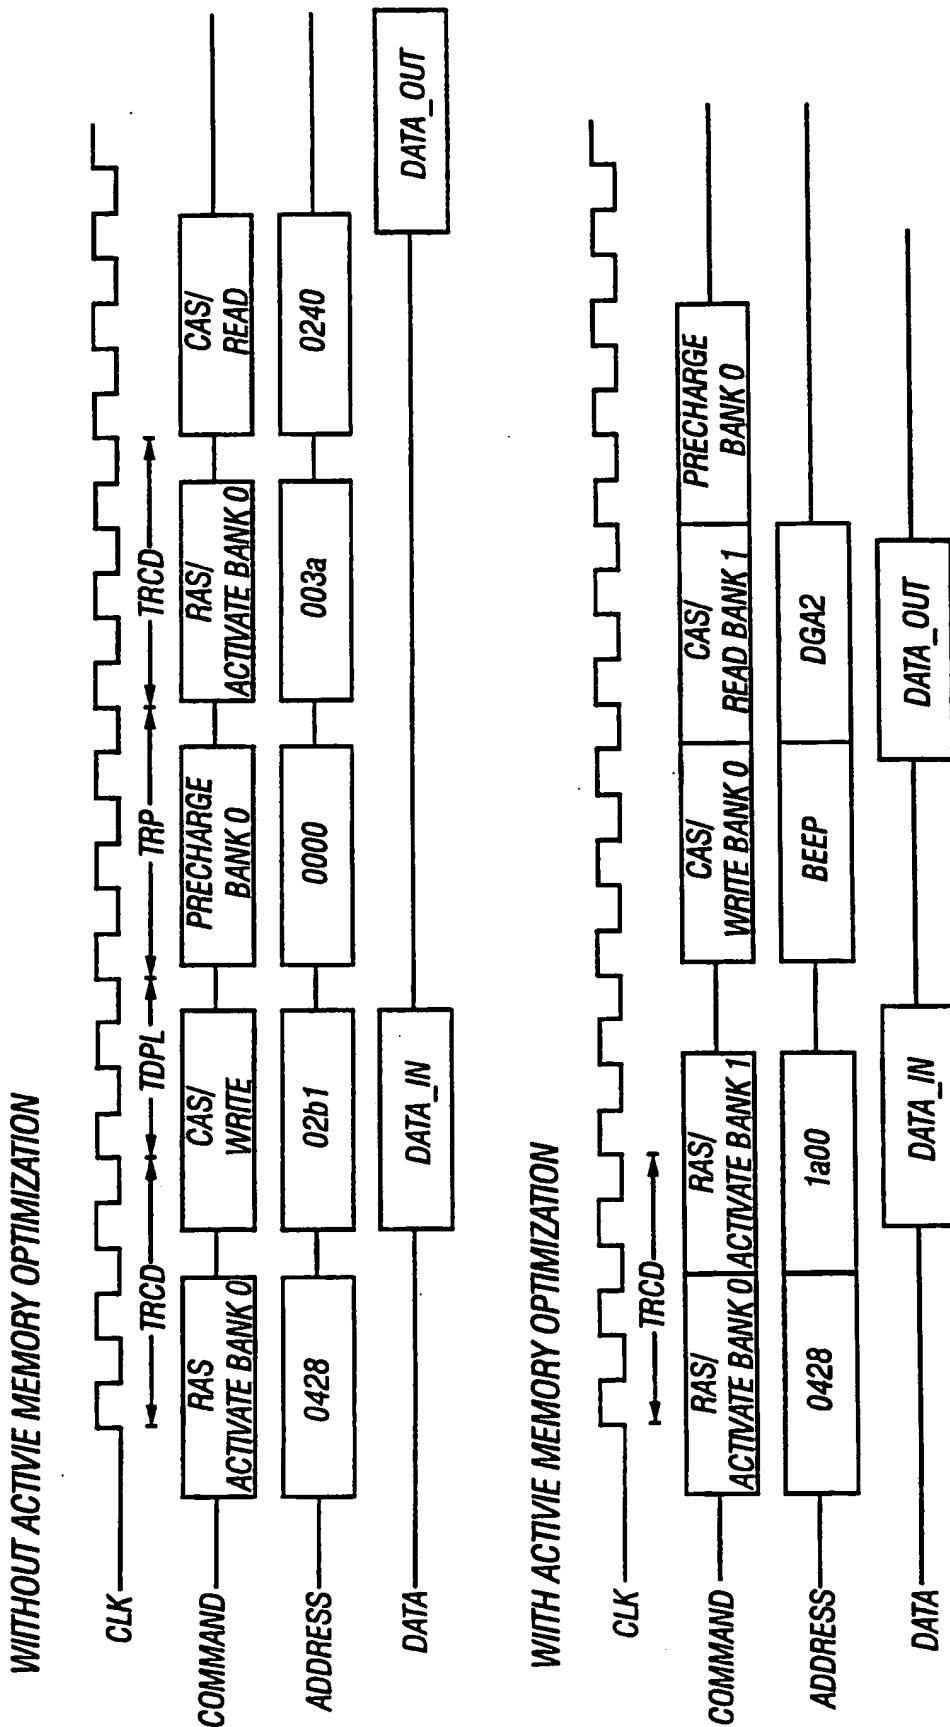 WITHOUT ACTIVIE MEMORY OPTIMIZATION
CLK
TRCD
TDPL
TRP
TRCD
COMMAND
RAS
ACTIVATE BANK 0
CAS/
WRITE
PRECHARGE
BANK 0
RAS/
ACTIVATE BANK 0
CAS/
READ
ADDRESS
0428
02b1
0000
003a
0240
DATA
DATA_IN
DATA_OUT
WITH ACTIVIE MEMORY OPTIMIZATION
CLK
TRCD
COMMAND
RAS/
ACTIVATE BANK 0
RAS/
ACTIVATE BANK 1
CAS/
WRITE BANK 0
CAS/
READ BANK 1
PRECHARGE
BANK 0
ADDRESS
0428
1a00
BEEP
DGA2
DATA
DATA_IN
DATA_OUT